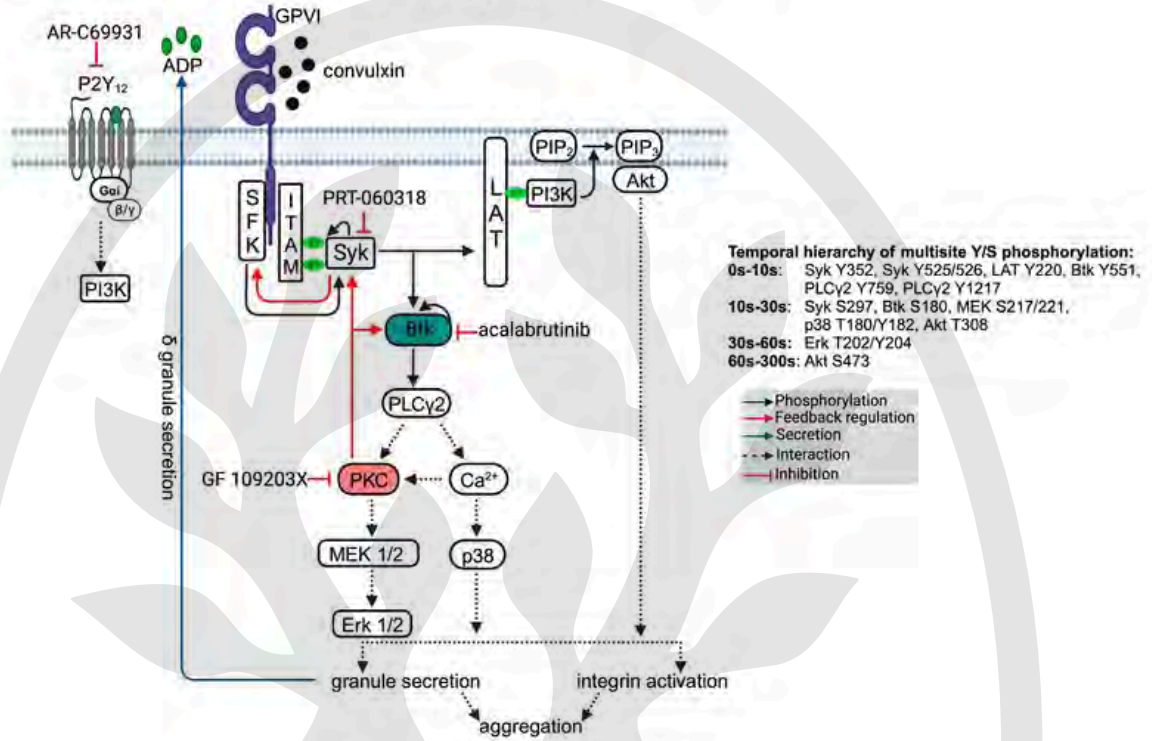 GPVI
AR-C69931
ADP
P2Y12
convulxin
PIP2
PIP3
Akt
L
A
T
PI3K
S
F
K
I
T
A
M
PRT-060318
Syk
Gαi
β/γ
PI3K
Btk
acalabrutinib
PLCγ2
GF 109203X
PKC
Ca2+
MEK 1/2
p38
Erk 1/2
δ granule secretion
granule secretion
integrin activation
aggregation
Temporal hierarchy of multisite Y/S phosphorylation:
0s-10s: Syk Y352, Syk Y525/526, LAT Y220, Btk Y551,
PLCγ2 Y759, PLCγ2 Y1217
10s-30s: Syk S297, Btk S180, MEK S217/221,
p38 T180/Y182, Akt T308
30s-60s: Erk T202/Y204
60s-300s: Akt S473
Phosphorylation
Feedback regulation
Secretion
Interaction
Inhibition